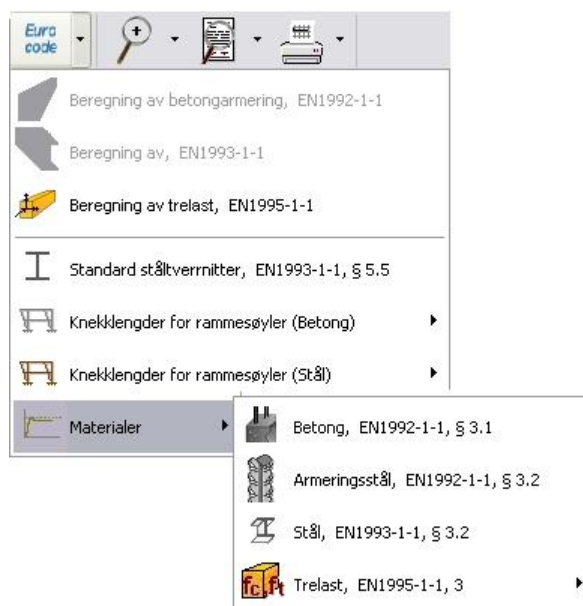 Euro
code
Beregning av betongarmering, EN1992-1-1
Beregning av, EN1993-1-1
Beregning av trelast, EN1995-1-1
Standard ståltverrnitter, EN1993-1-1, § 5.5
Knekklengder for rammesøyler (Betong)
Knekklengder for rammesøyler (Stål)
Materialer
Betong, EN1992-1-1, § 3.1
Armeringsstål, EN1992-1-1, § 3.2
Stål, EN1993-1-1, § 3.2
fc,ft Trelast, EN1995-1-1, 3